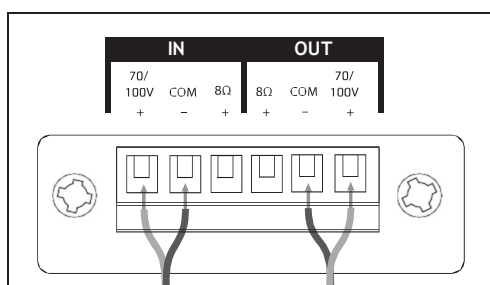 IN OUT
70/ 70/
100V COM 8Ω 8Ω COM 100V
+ − + + − +